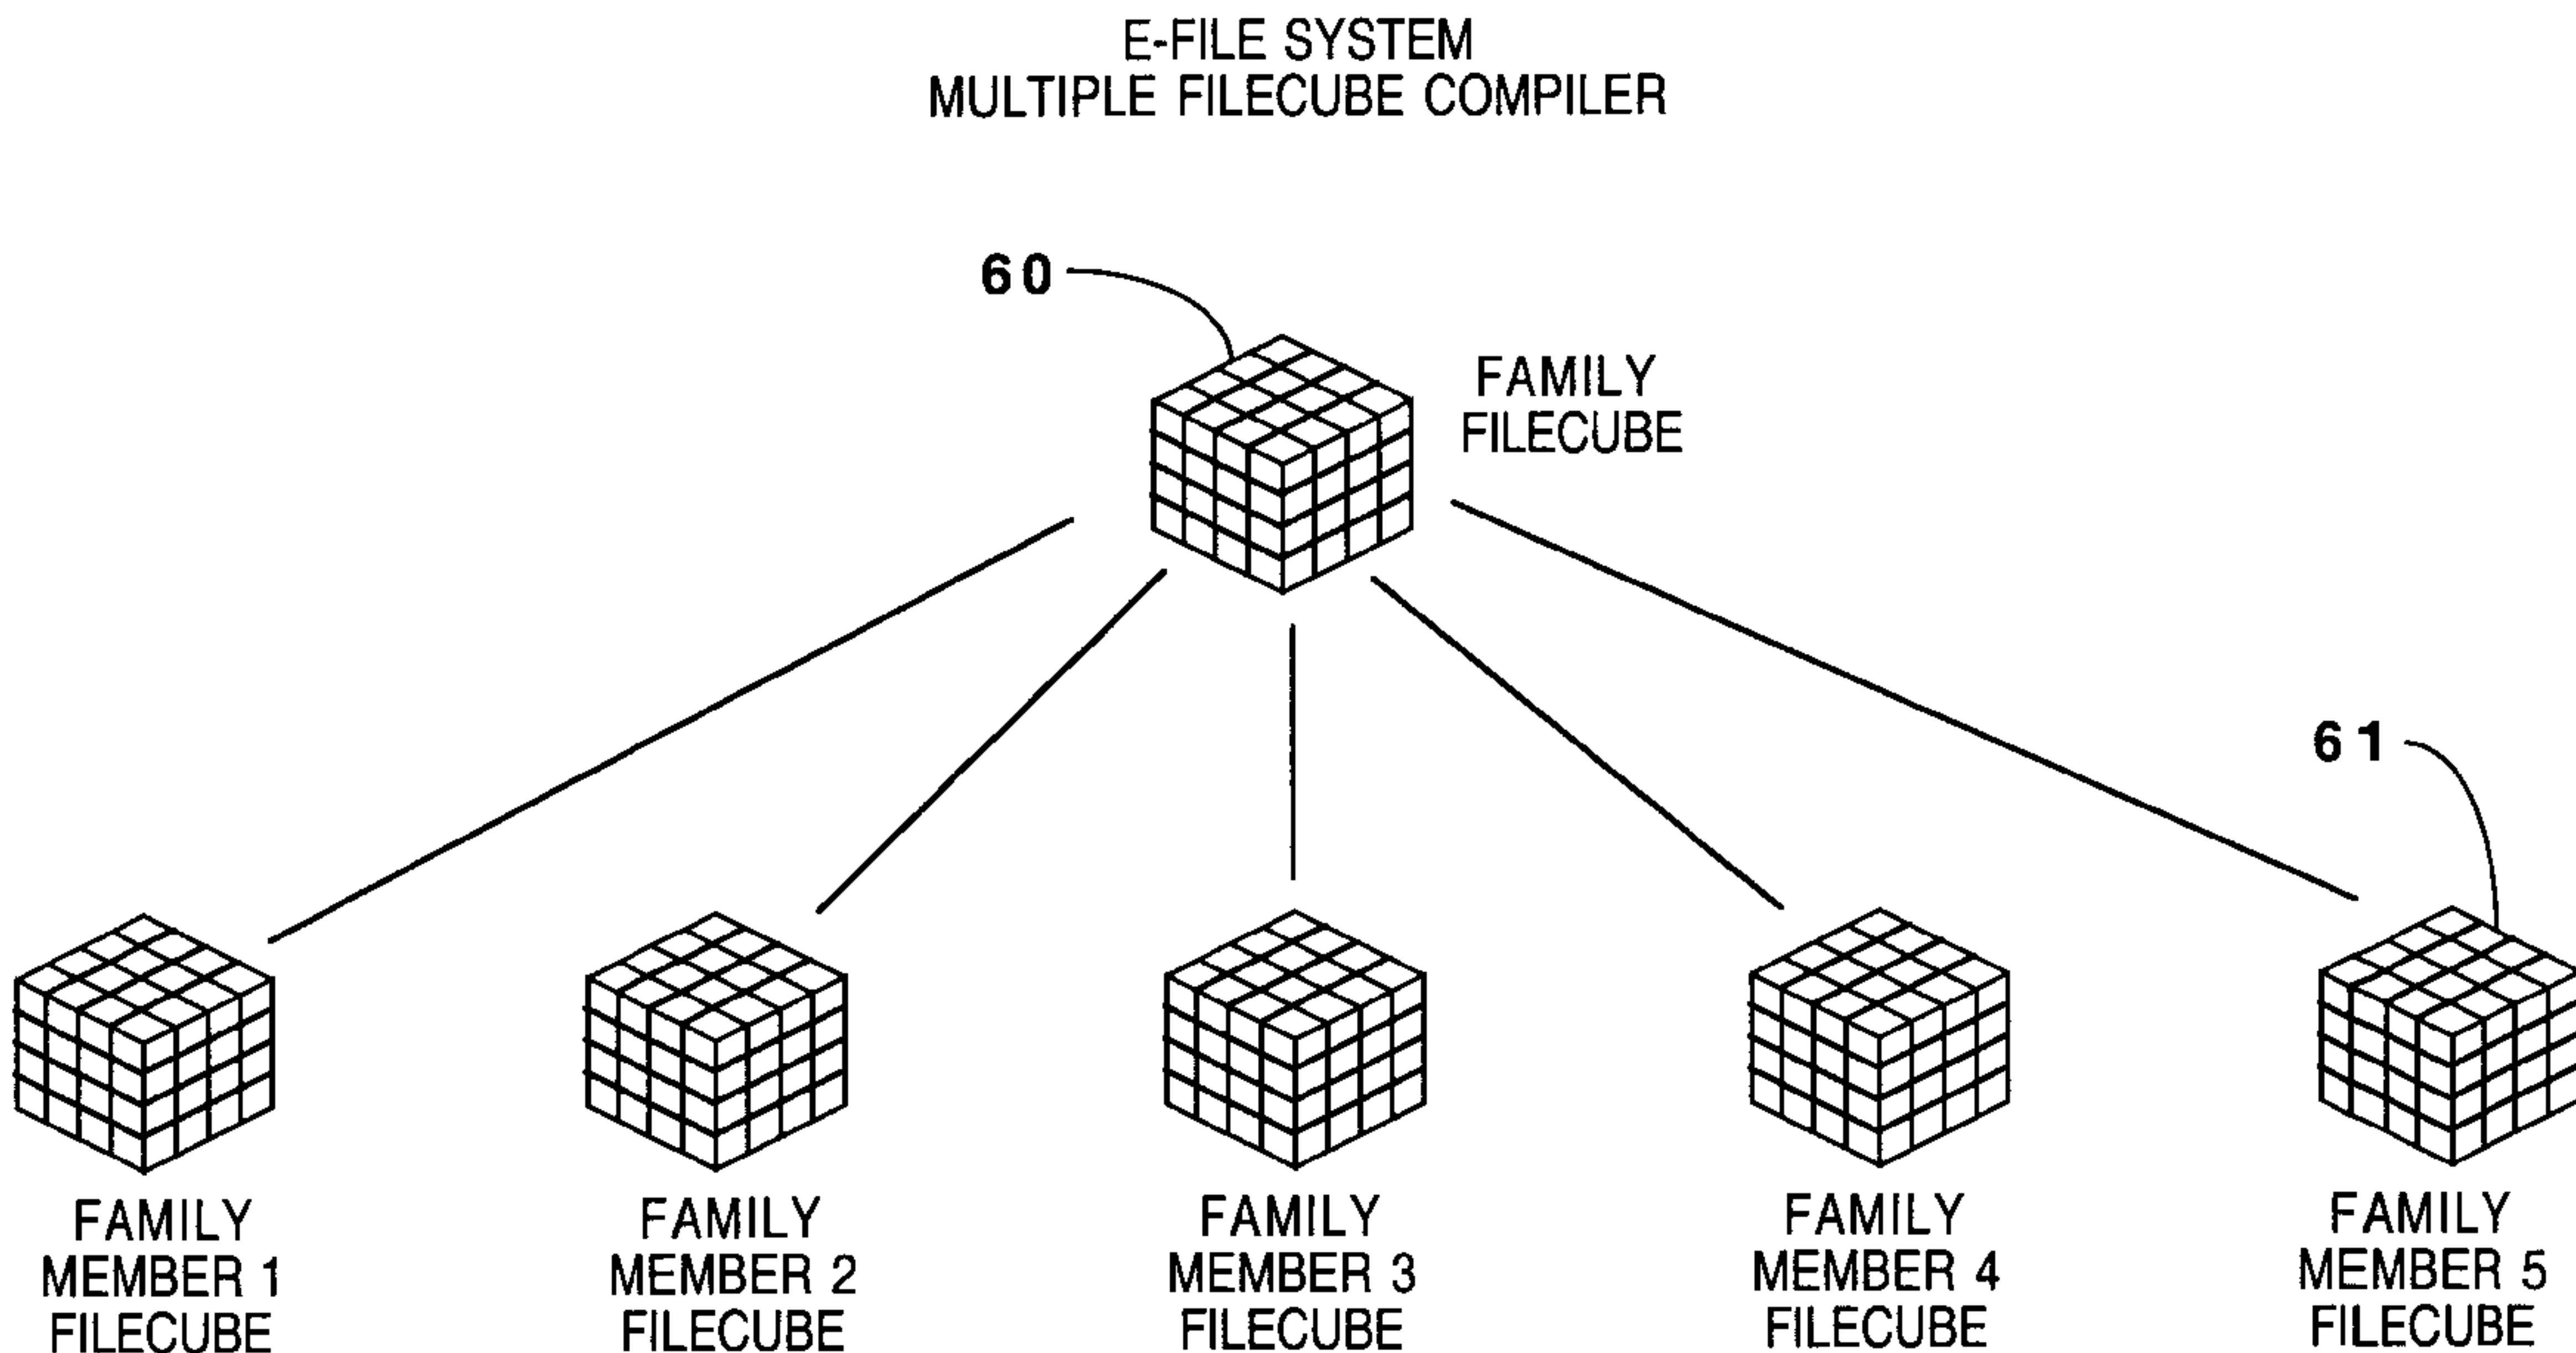 E-FILE SYSTEM
MULTIPLE FILECUBE COMPILER
60
FAMILY
FILECUBE
61
FAMILY
MEMBER 1
FILECUBE
FAMILY
MEMBER 2
FILECUBE
FAMILY
MEMBER 3
FILECUBE
FAMILY
MEMBER 4
FILECUBE
FAMILY
MEMBER 5
FILECUBE